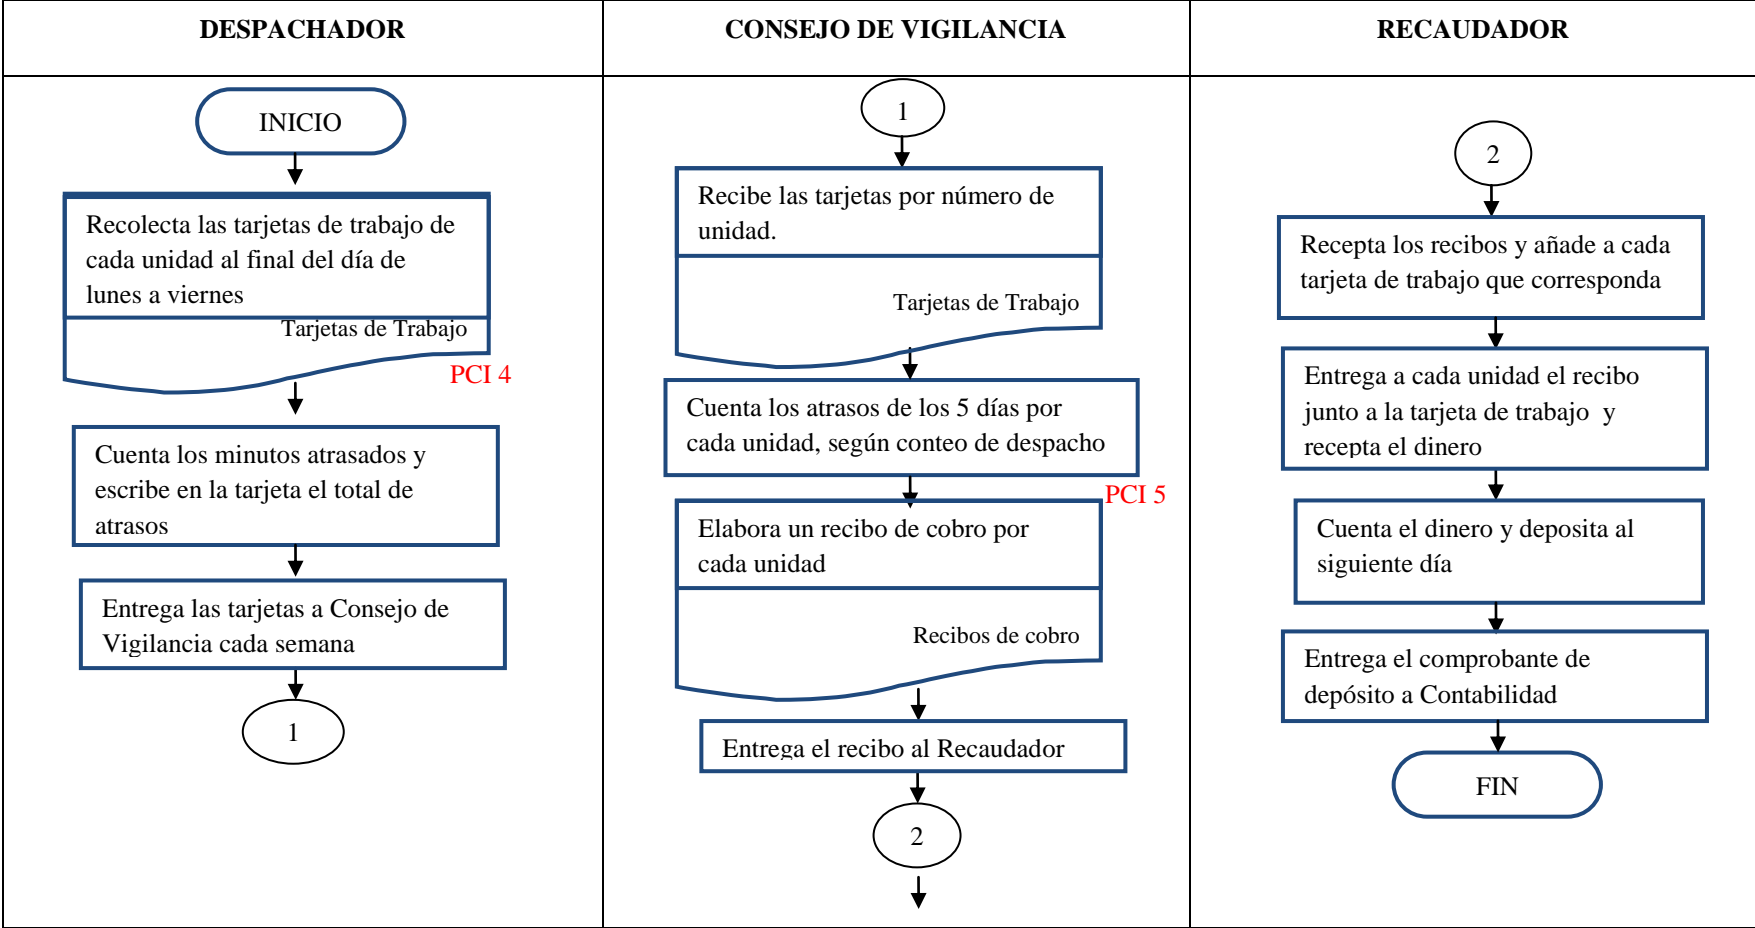 DESPACHADOR
CONSEJO DE VIGILANCIA
RECAUDADOR
INICIO
Recolecta las tarjetas de trabajo de
cada unidad al final del día de
lunes a viernes
Tarjetas de Trabajo
PCI 4
Cuenta los minutos atrasados y
escribe en la tarjeta el total de
atrasos
Entrega las tarjetas a Consejo de
Vigilancia cada semana
1
1
Recibe las tarjetas por número de
unidad.
Tarjetas de Trabajo
Cuenta los atrasos de los 5 días por
cada unidad, según conteo de despacho
PCI 5
Elabora un recibo de cobro por
cada unidad
Recibos de cobro
Entrega el recibo al Recaudador
2
2
Recepta los recibos y añade a cada
tarjeta de trabajo que corresponda
Entrega a cada unidad el recibo
junto a la tarjeta de trabajo y
recepta el dinero
Cuenta el dinero y deposita al
siguiente día
Entrega el comprobante de
depósito a Contabilidad
FIN